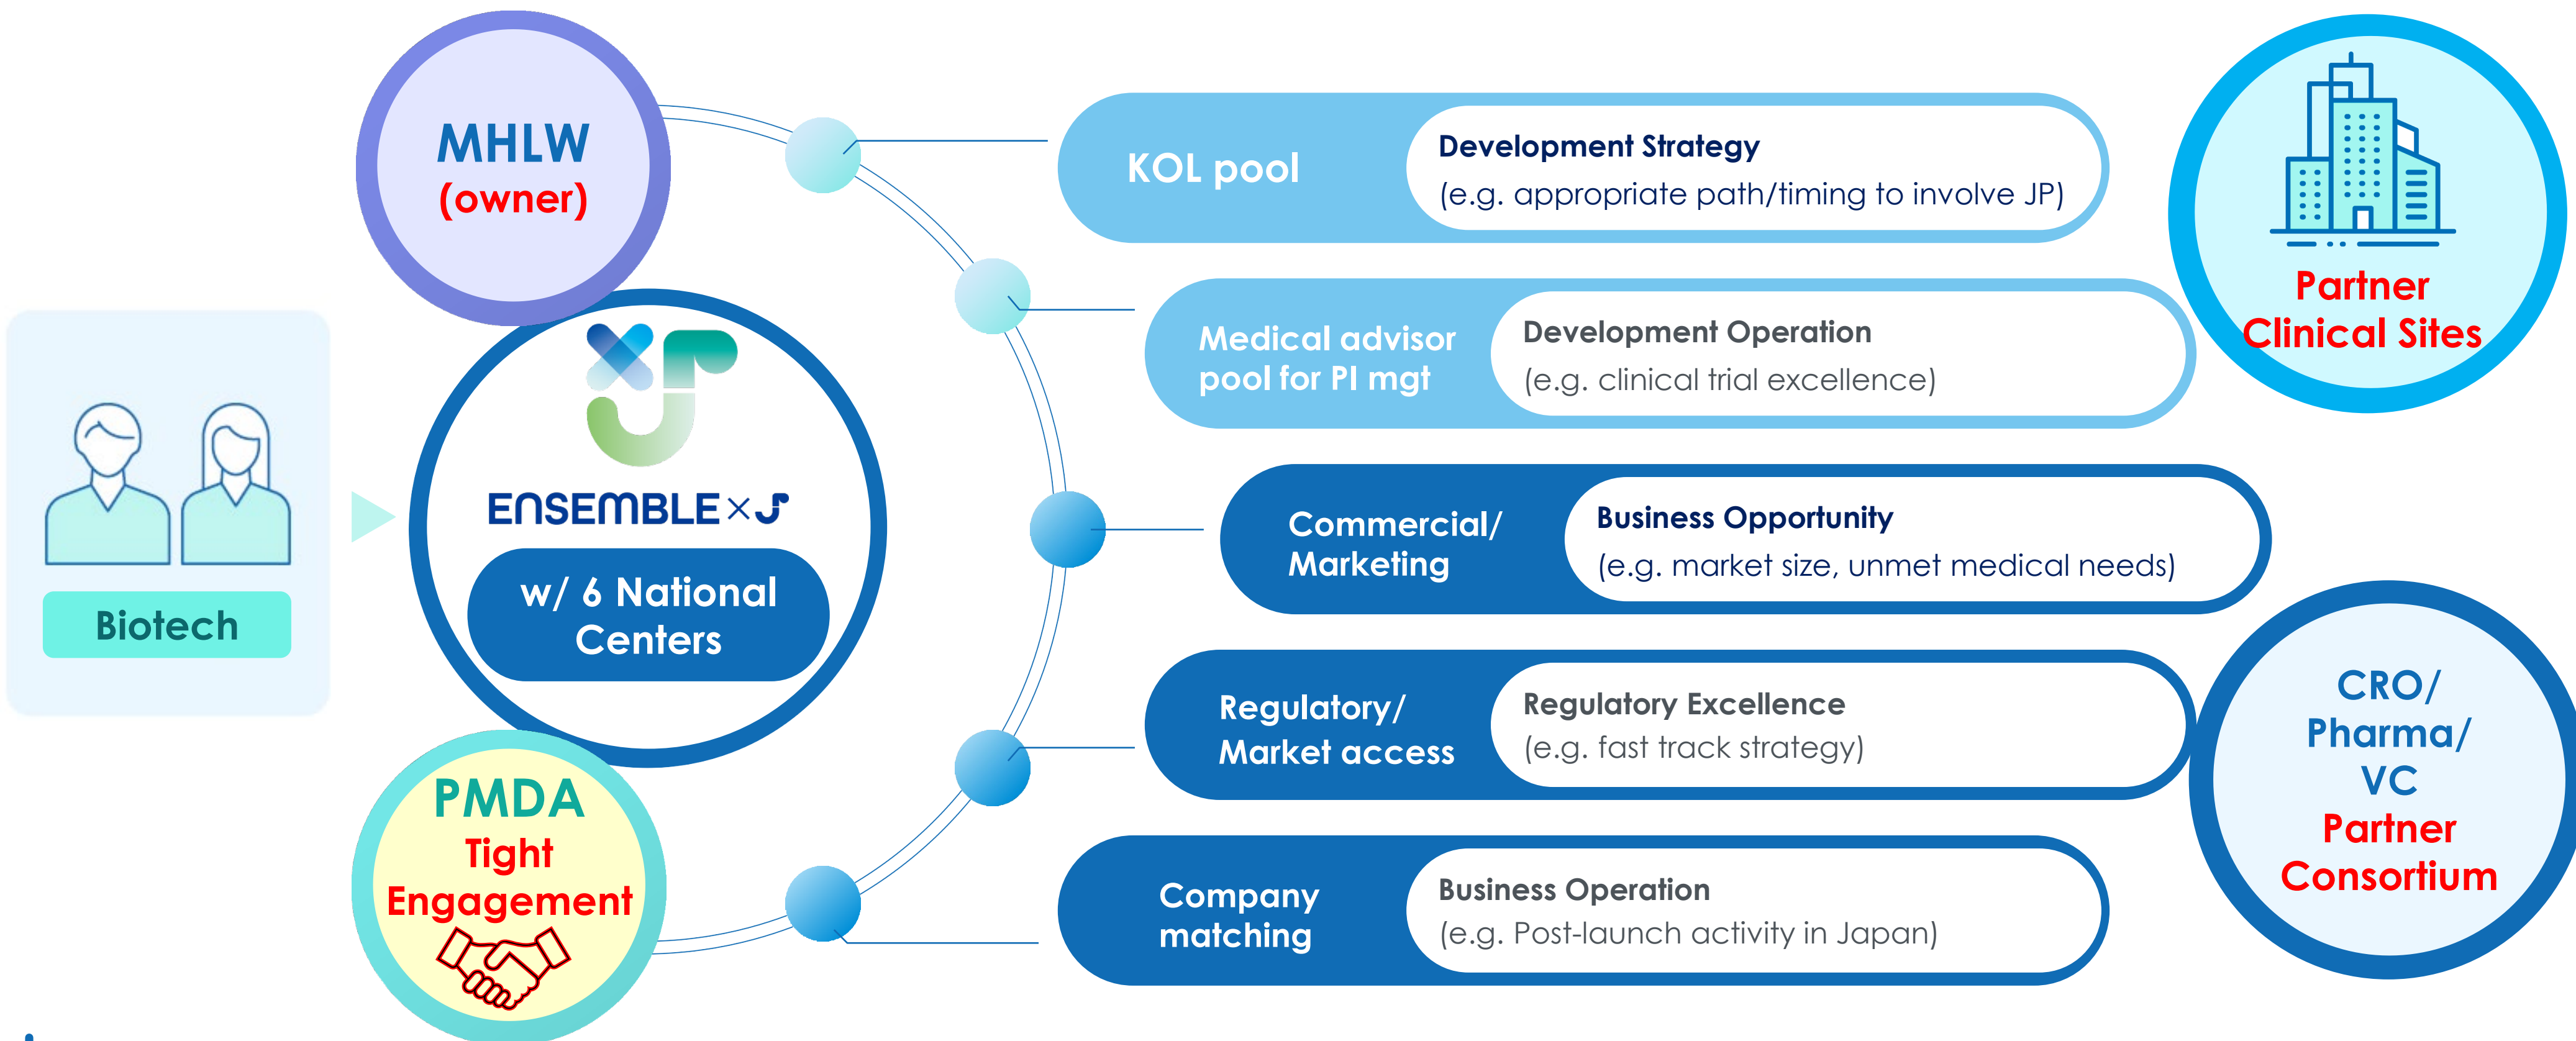 MHLW
(owner)
Biotech
ENSEMBLE×JP
w/ 6 National
Centers
PMDA
Tight
Engagement
KOL pool
Development Strategy
(e.g. appropriate path/timing to involve JP)
Medical advisor
pool for PI mgt
Development Operation
(e.g. clinical trial excellence)
Commercial/
Marketing
Business Opportunity
(e.g. market size, unmet medical needs)
Regulatory/
Market access
Regulatory Excellence
(e.g. fast track strategy)
Company
matching
Business Operation
(e.g. Post-launch activity in Japan)
Partner
Clinical Sites
CRO/
Pharma/
VC
Partner
Consortium